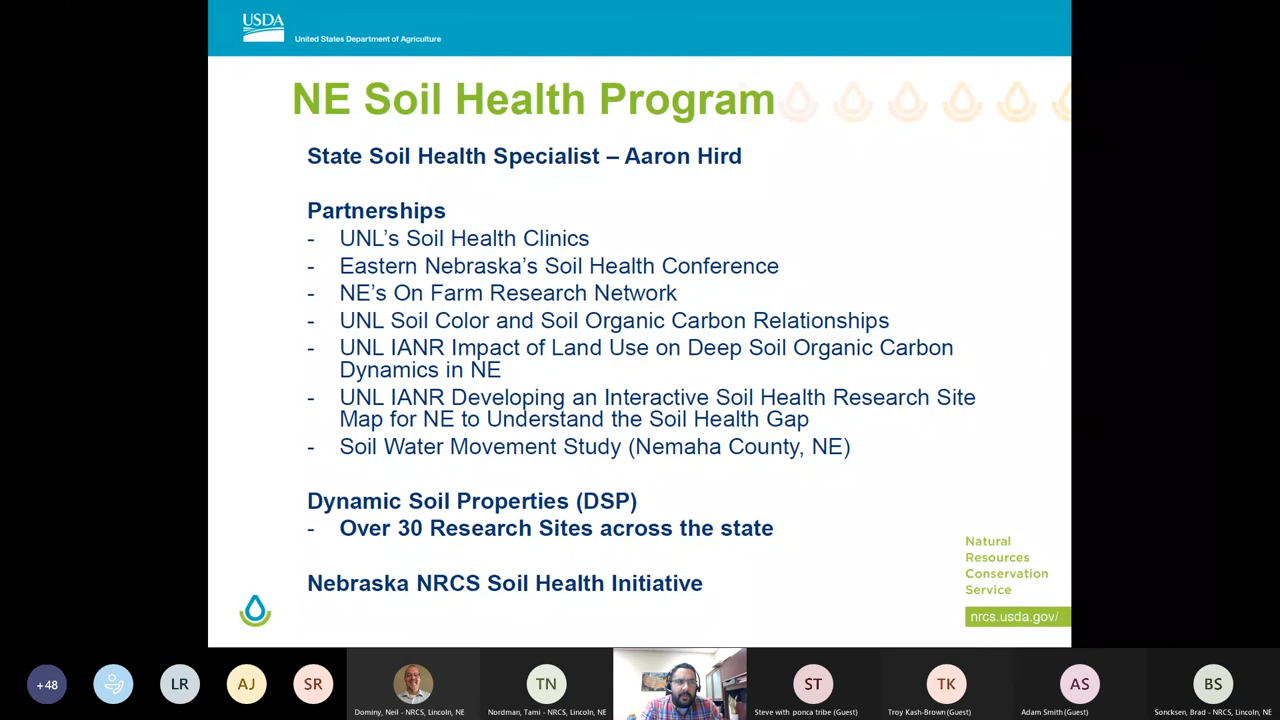 USDA
United States Department of Agriculture
NE Soil Health Program
State Soil Health Specialist – Aaron Hird
Partnerships
- UNL's Soil Health Clinics
- Eastern Nebraska's Soil Health Conference
- NE's On Farm Research Network
- UNL Soil Color and Soil Organic Carbon Relationships
- UNL IANR Impact of Land Use on Deep Soil Organic Carbon
Dynamics in NE
- UNL IANR Developing an Interactive Soil Health Research Site
Map for NE to Understand the Soil Health Gap
- Soil Water Movement Study (Nemaha County, NE)
Dynamic Soil Properties (DSP)
- Over 30 Research Sites across the state
Nebraska NRCS Soil Health Initiative
Natural
Resources
Conservation
Service
nrcs.usda.gov/
+48
LR
AJ
SR
Dominy, Neil - NRCS, Lincoln, NE
TN
Nordman, Tami - NRCS, Lincoln, NE
ST
Steve with ponca tribe (Guest)
TK
Troy Kash-Brown (Guest)
AS
Adam Smith (Guest)
BS
Soncksen, Brad - NRCS, Lincoln, NE